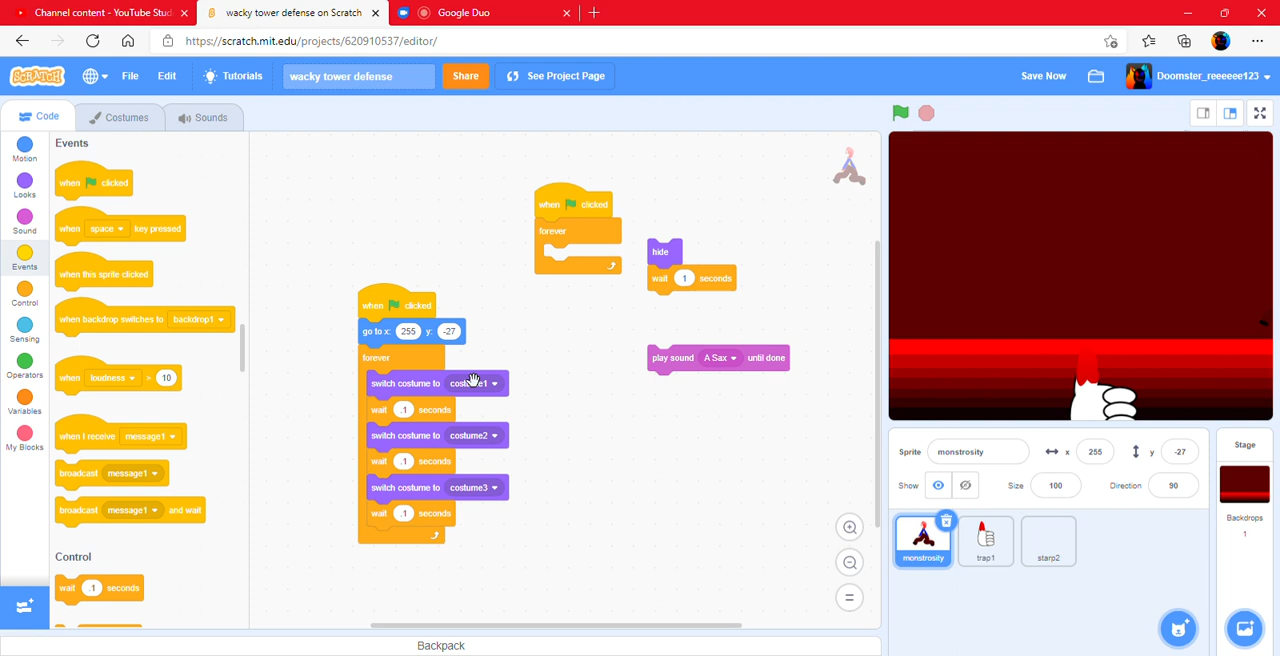 Channel content - YouTube Stud
wacky tower defense on Scratch
Google Duo
https://scratch.mit.edu/projects/620910537/editor/
SCRATCH
File
Edit
Tutorials
wacky tower defense
Share
See Project Page
Save Now
Doomster_reeeeee123
Code
Costumes
Sounds
Motion
Looks
Sound
Events
Control
Sensing
Operators
Variables
My Blocks
Events
when clicked
when space key pressed
when this sprite clicked
when backdrop switches to backdrop1
when loudness > 10
when I receive message1
broadcast message1
broadcast message1 and wait
Control
wait .1 seconds
when clicked
forever
hide
wait 1 seconds
play sound A Sax until done
when clicked
go to x: 255 y: -27
forever
switch costume to costume1
wait .1 seconds
switch costume to costume2
wait .1 seconds
switch costume to costume3
wait .1 seconds
Backpack
Sprite monstrosity x 255 y -27
Show Size 100 Direction 90
monstrosity
trap1
starp2
Stage
Backdrops
1